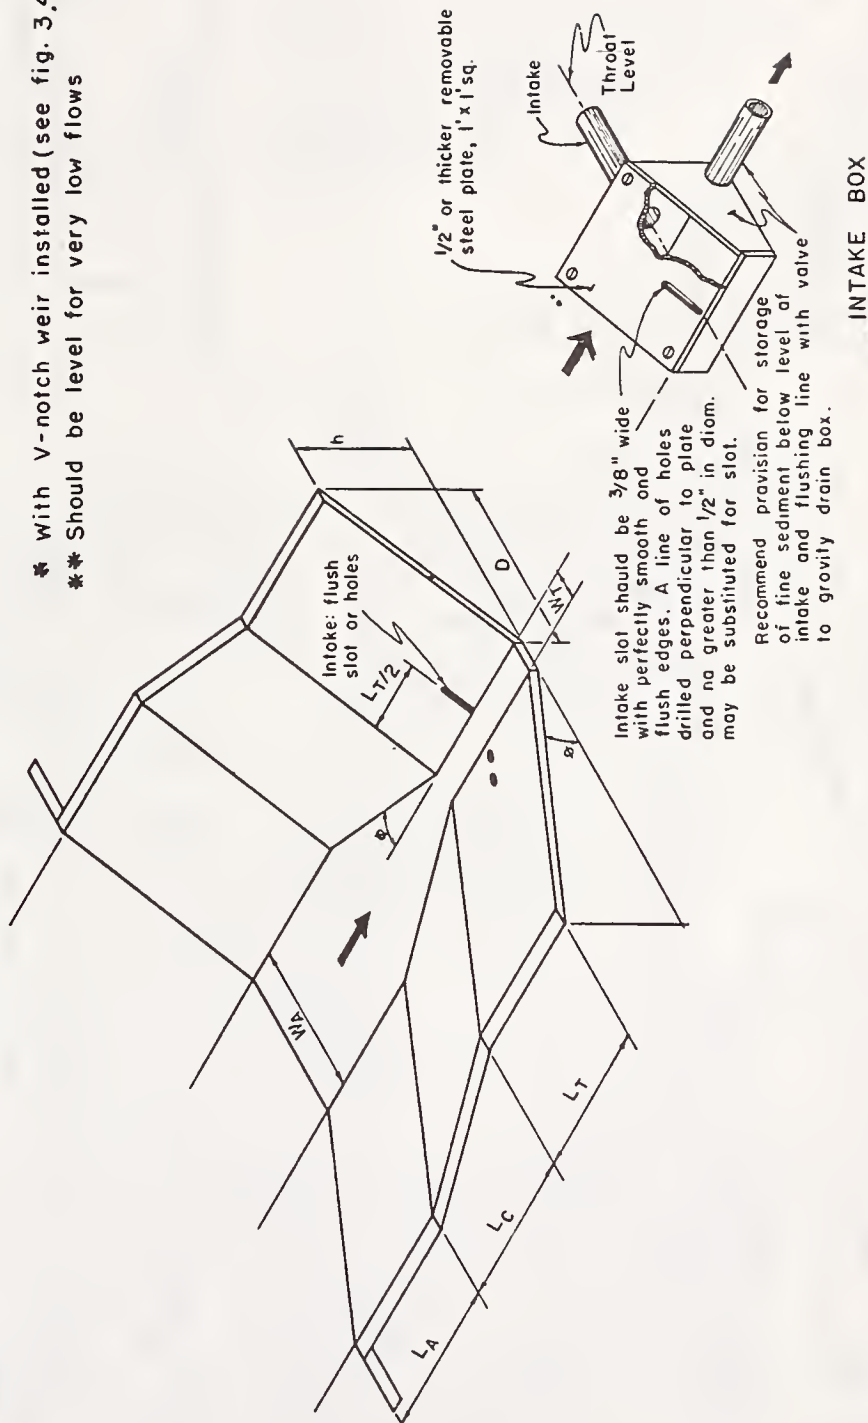 * With V-notch weir installed (see fig. 3.4
** Should be level for very low flows
1/2" or thicker removable
steel plate, 1' x 1' sq.
Intake
Throat
Level
h
D
WT
Intake: flush
slot or holes
LT/2
ø
ø
WA
LA
LC
LT
Intake slot should be 3/8" wide
with perfectly smooth and
flush edges. A line of holes
drilled perpendicular to plate
and no greater than 1/2" in diam.
may be substituted for slot.
Recommend provision for storage
of fine sediment below level of
intake and flushing line with valve
to gravity drain box.
INTAKE BOX